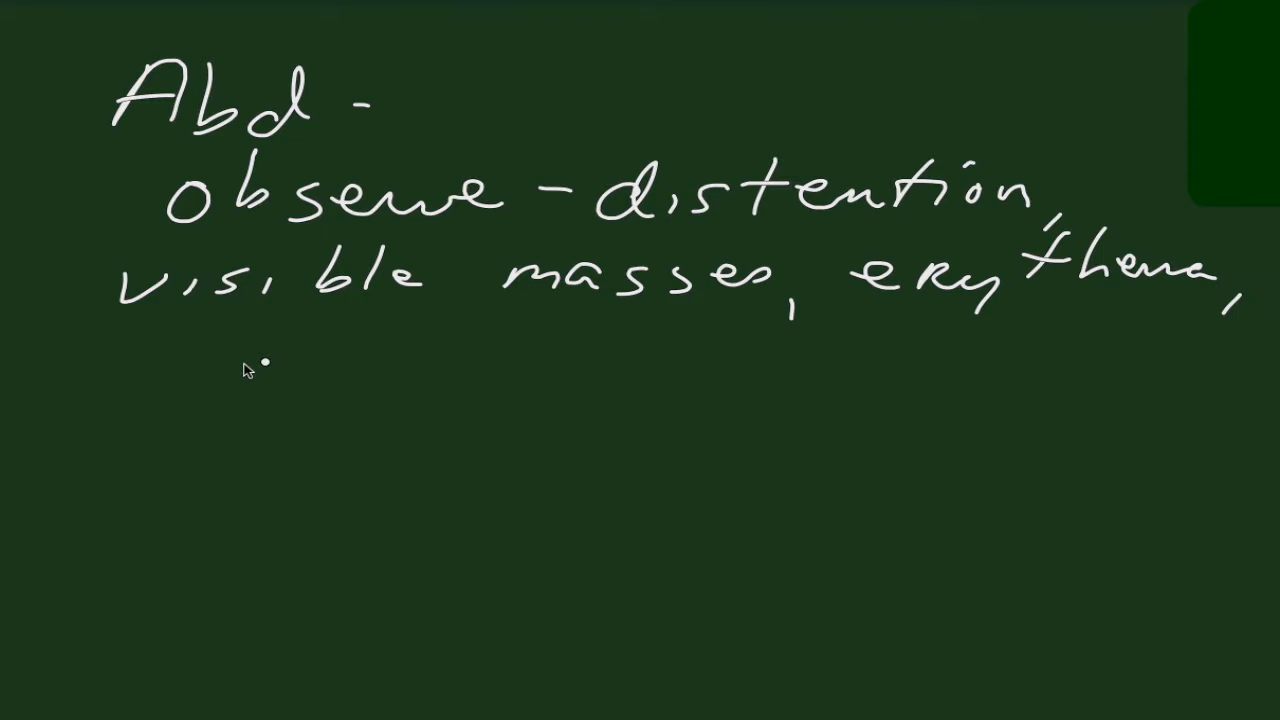 Abd -
observe - distention,
visible masses, erythema,